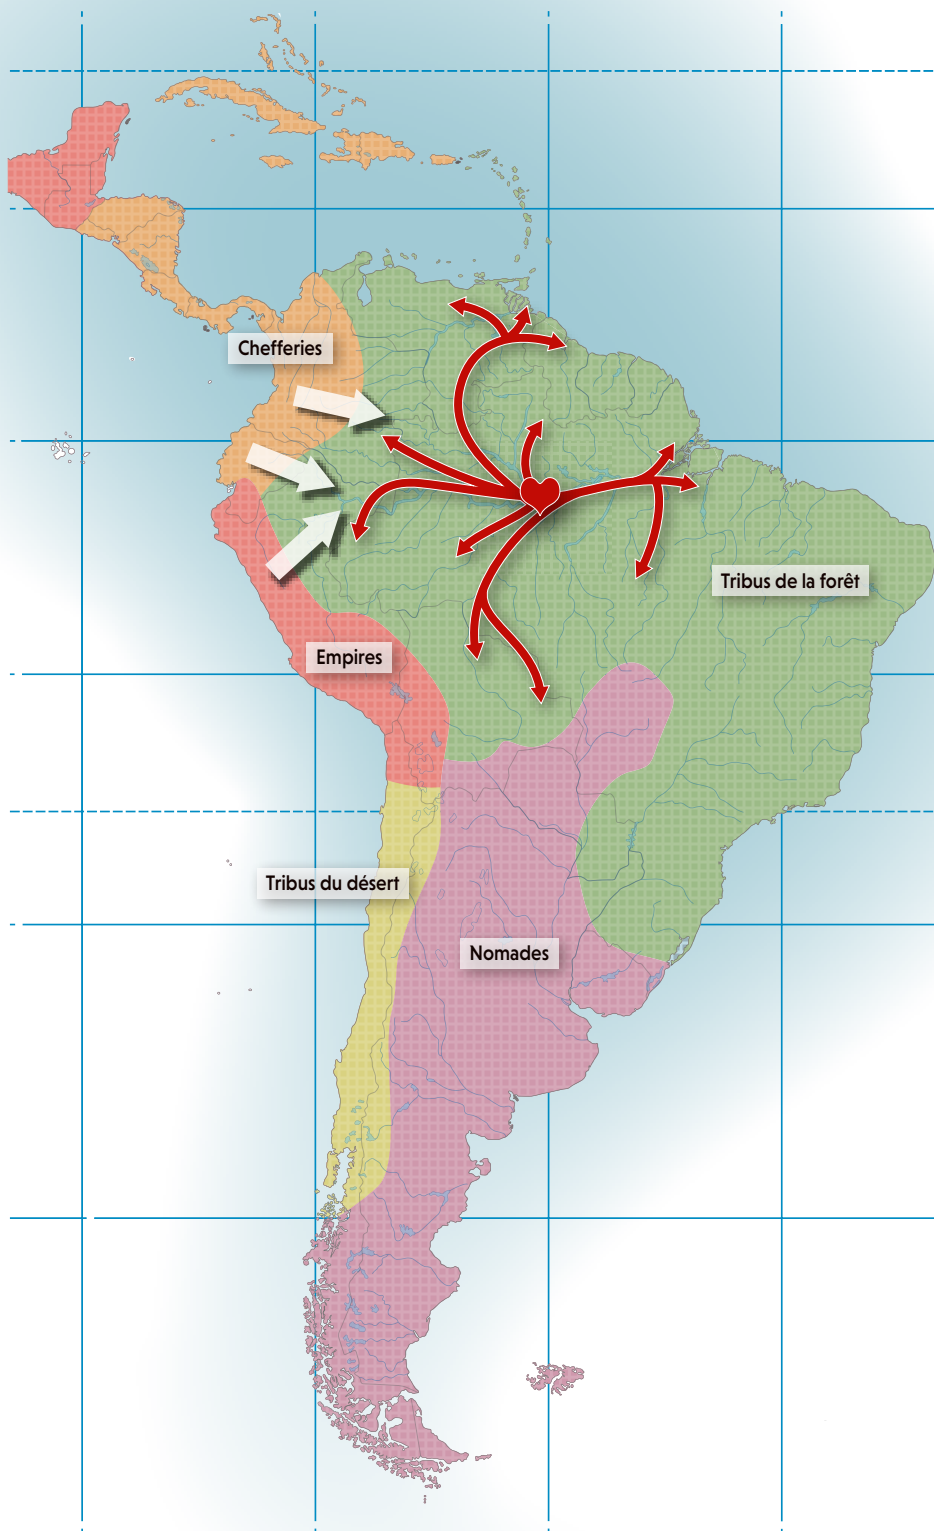 Chefferies
Tribus de la forêt
Empires
Tribus du désert
Nomades